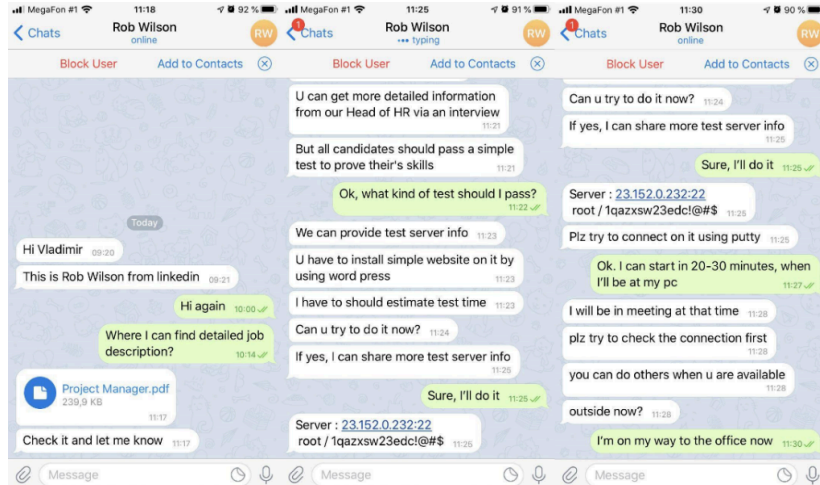 MegaFon #1
11:18
92 %
Chats
Rob Wilson
online
RW
Block User
Add to Contacts
Today
Hi Vladimir 09:20
This is Rob Wilson from linkedin 09:21
Hi again 10:00
Where I can find detailed job
description? 10:14
Project Manager.pdf
239,9 KB
11:17
Check it and let me know 11:17
Message
MegaFon #1
11:25
91 %
1
Chats
Rob Wilson
typing
RW
Block User
Add to Contacts
U can get more detailed information
from our Head of HR via an interview
11:21
But all candidates should pass a simple
test to prove their's skills 11:21
Ok, what kind of test should I pass?
11:22
We can provide test server info 11:23
U have to install simple website on it by
using word press 11:23
I have to should estimate test time 11:23
Can u try to do it now? 11:24
If yes, I can share more test server info
11:25
Sure, I'll do it 11:25
Server : 23.152.0.232:22
root / 1qazxsw23edc!@#$ 11:25
Message
MegaFon #1
11:30
90 %
1
Chats
Rob Wilson
online
RW
Block User
Add to Contacts
Can u try to do it now? 11:24
If yes, I can share more test server info
11:25
Sure, I'll do it 11:25
Server : 23.152.0.232:22
root / 1qazxsw23edc!@#$ 11:25
Plz try to connect on it using putty 11:25
Ok. I can start in 20-30 minutes, when
I'll be at my pc 11:27
I will be in meeting at that time 11:28
plz try to check the connection first
11:28
you can do others when u are available
11:28
outside now? 11:28
I'm on my way to the office now 11:30
Message